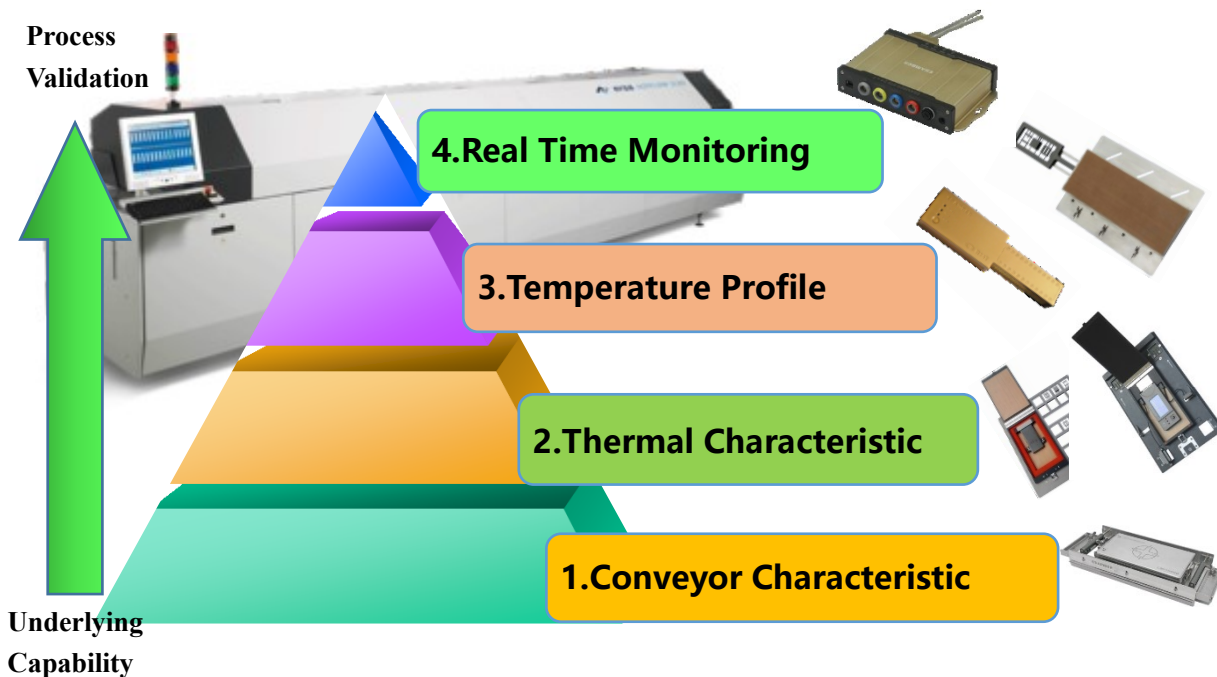 Process
Validation
4.Real Time Monitoring
3.Temperature Profile
2.Thermal Characteristic
1.Conveyor Characteristic
Underlying
Capability